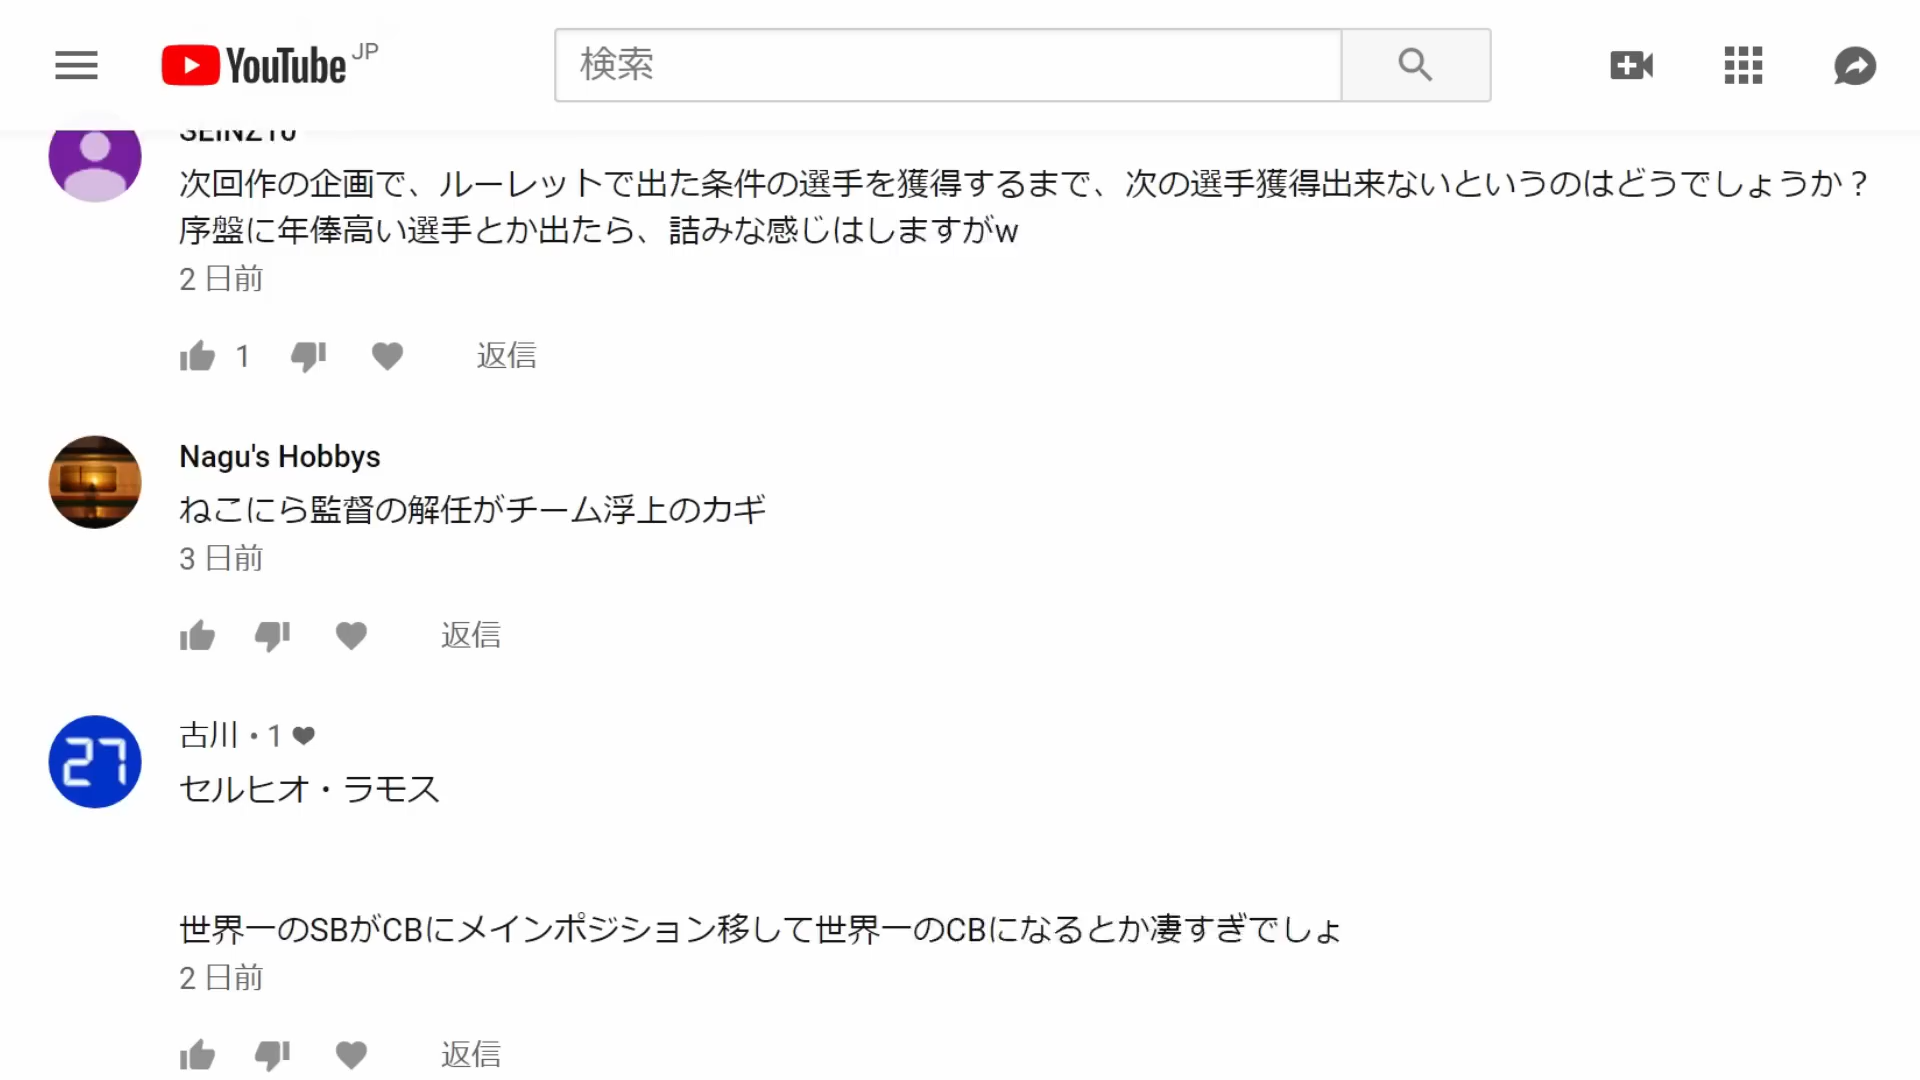 YouTube JP
検索
次回作の企画で、ルーレットで出た条件の選手を獲得するまで、次の選手獲得出来ないというのはどうでしょうか？
序盤に年俸高い選手とか出たら、詰みな感じはしますがw
2 日前
1 返信
Nagu's Hobbys
ねこにら監督の解任がチーム浮上のカギ
3 日前
返信
27
古川 • 1
セルヒオ・ラモス
世界一のSBがCBにメインポジション移して世界一のCBになるとか凄すぎでしょ
2 日前
返信